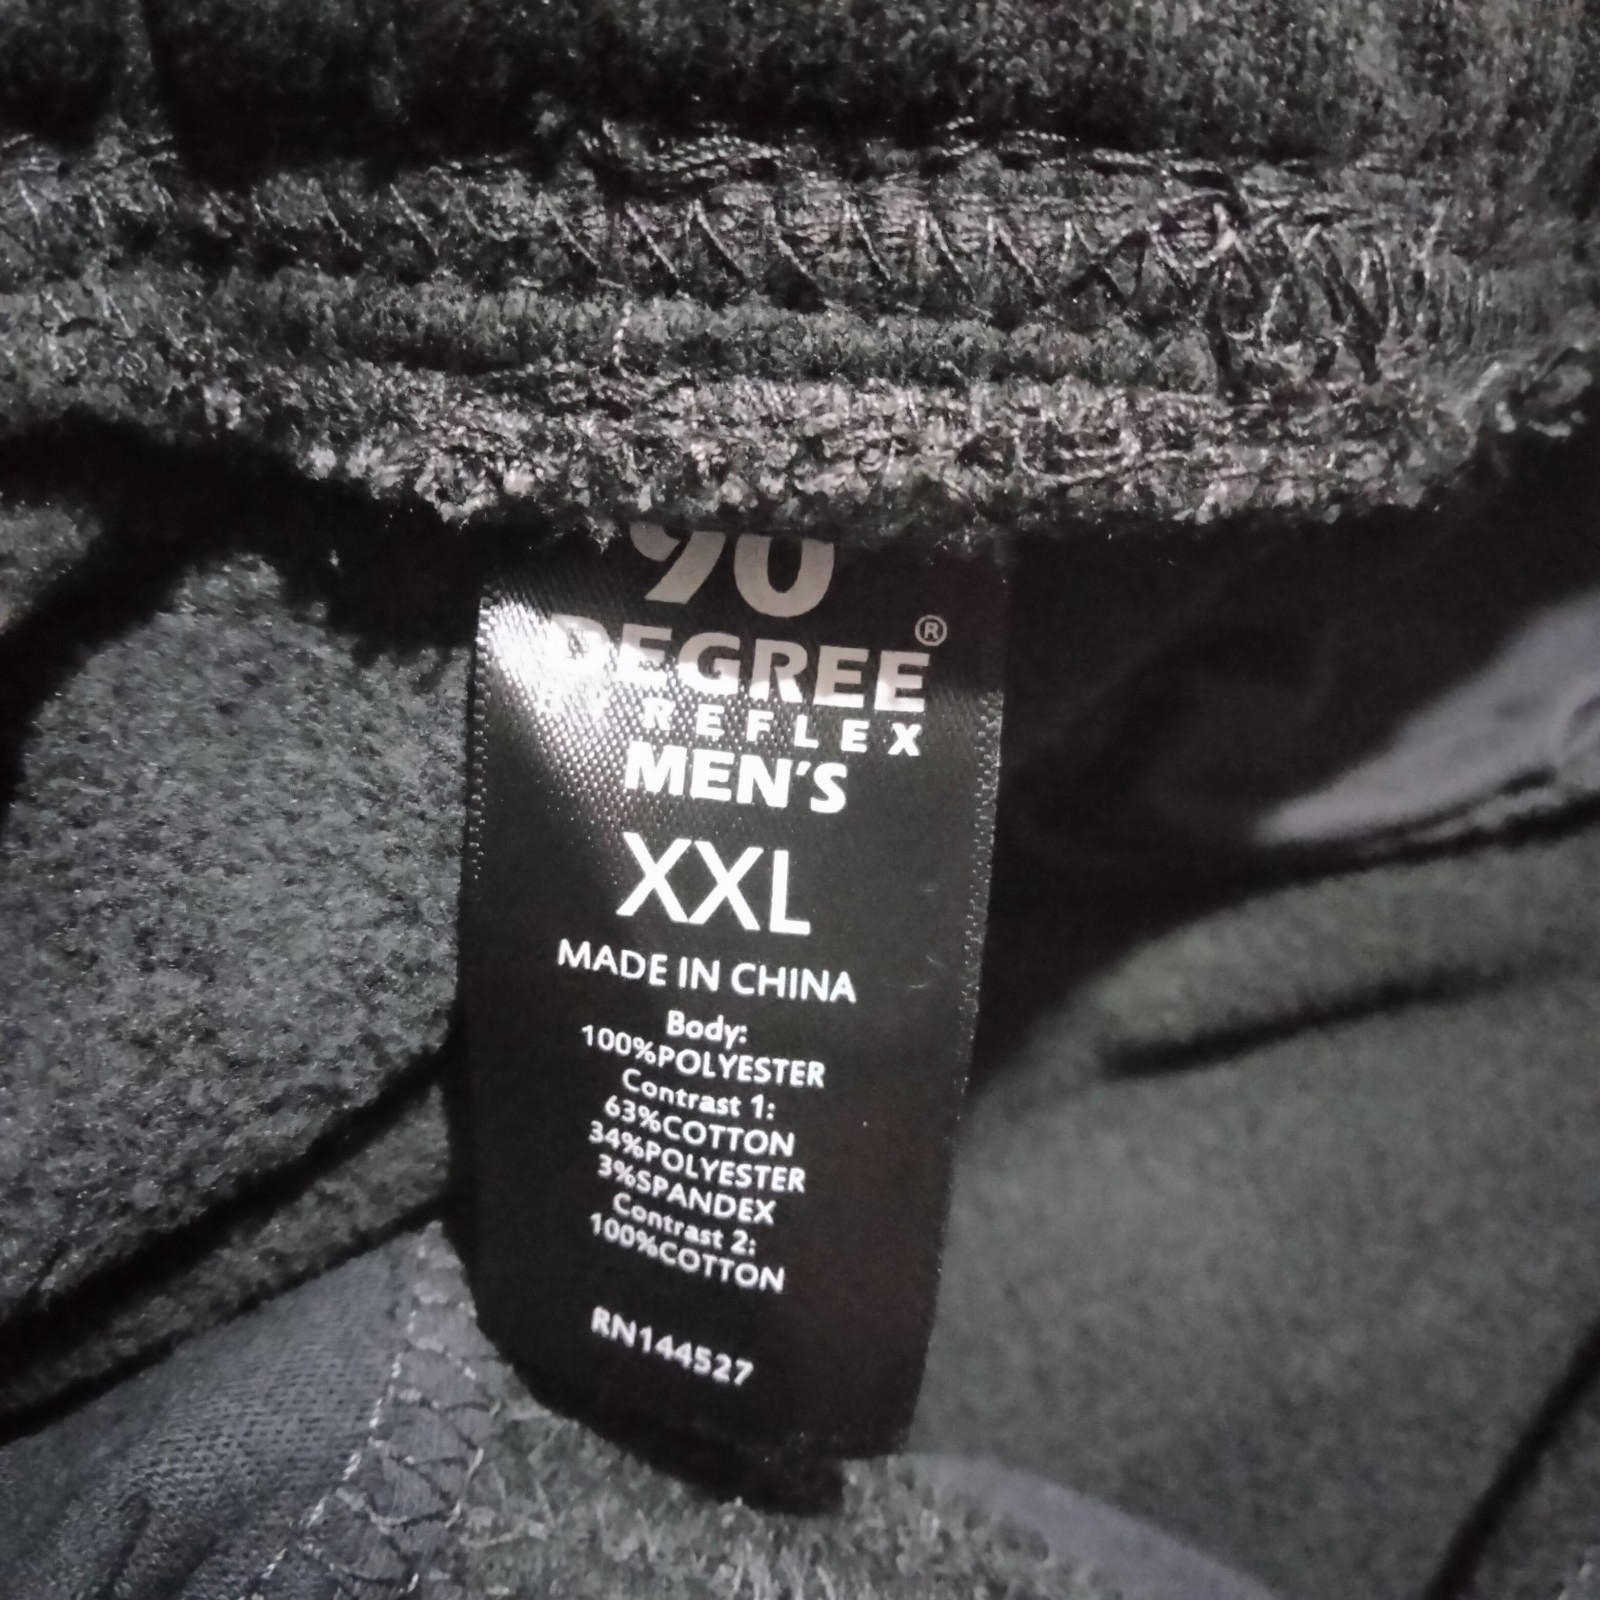 90
DEGREE®
BY REFLEX
MEN'S
XXL
MADE IN CHINA
Body:
100%POLYESTER
Contrast 1:
63%COTTON
34%POLYESTER
3%SPANDEX
Contrast 2:
100%COTTON
RN144527